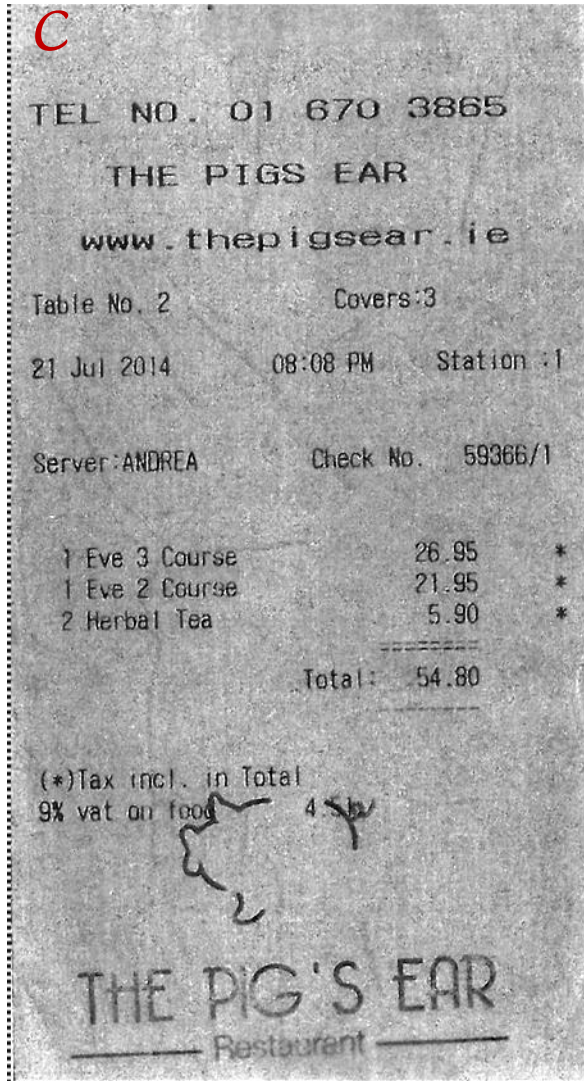 C
TEL NO. 01 670 3865
THE PIGS EAR
www.thepigsear.ie
Table No. 2 Covers:3
21 Jul 2014 08:08 PM Station :1
Server:ANDREA Check No. 59366/1
1 Eve 3 Course 26.95 *
1 Eve 2 Course 21.95 *
2 Herbal Tea 5.90 *
Total: 54.80
(*)Tax incl. in Total
9% vat on food
THE PIG'S EAR
Restaurant